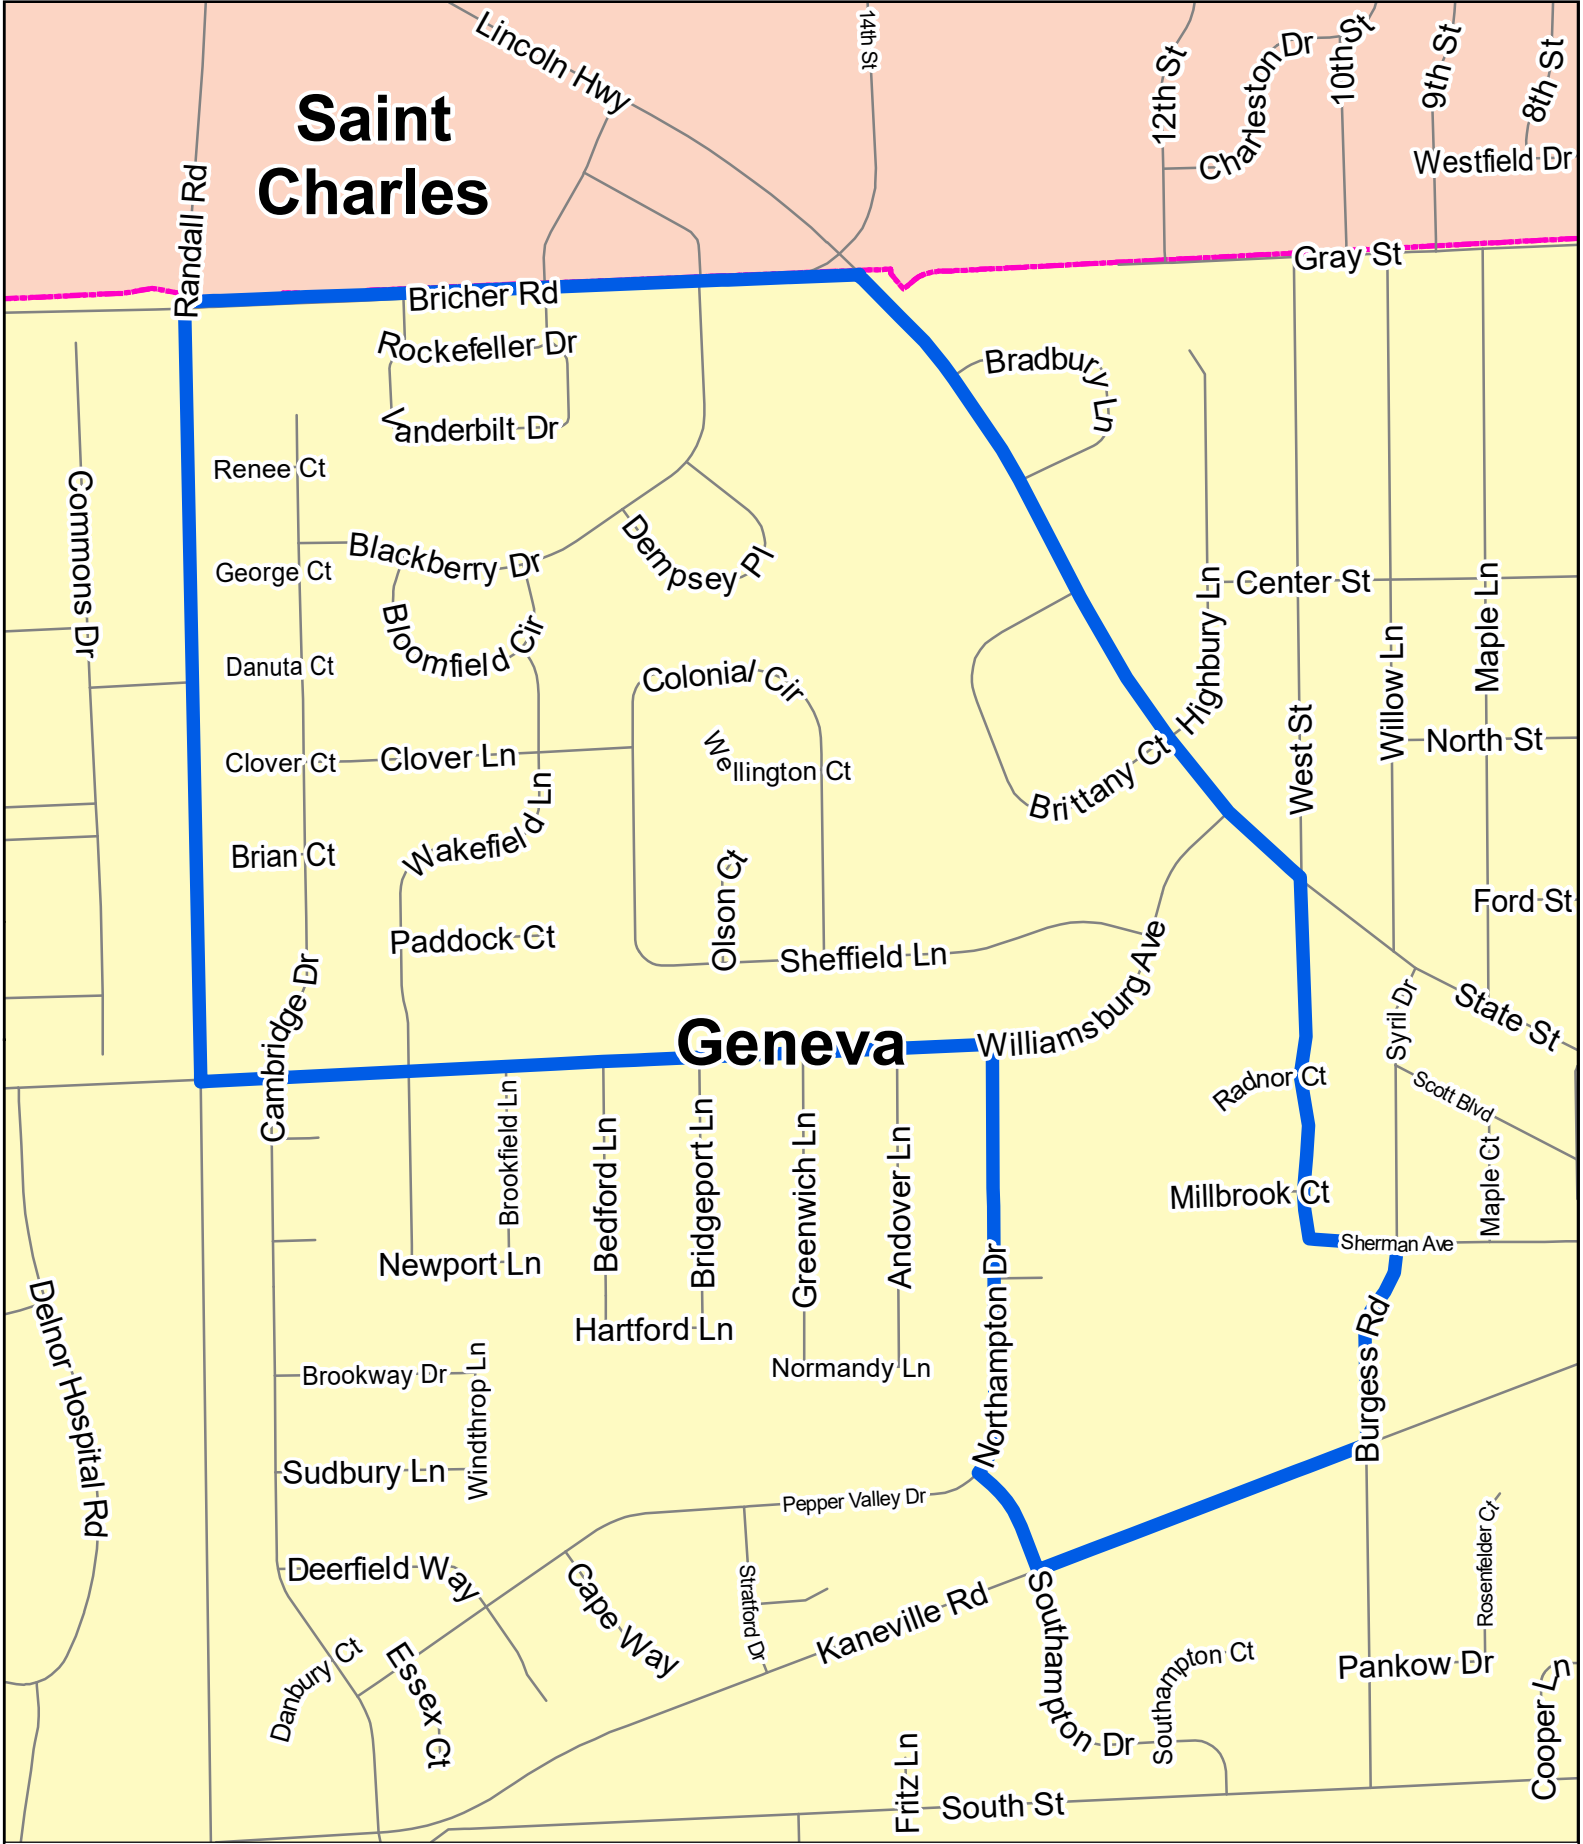 Lincoln Hwy
14th St
12th St
Charleston Dr
10th St
9th St
8th St
Westfield Dr
Saint
Charles
Randall Rd
Gray St
Bricher Rd
Rockefeller Dr
Vanderbilt Dr
Bradbury Ln
Renee Ct
Commons Dr
Blackberry Dr
George Ct
Dempsey Pl
Center St
Highbury Ln
Maple Ln
Bloomfield Cir
Danuta Ct
Colonial Cir
Willow Ln
West St
North St
Clover Ct
Clover Ln
Wellington Ct
Brittany Ct
Wakefield Ln
Brian Ct
Olson Ct
Ford St
Paddock Ct
Sheffield Ln
Williamsburg Ave
Cambridge Dr
Geneva
Syril Dr
State St
Radnor Ct
Scott Blvd
Brookfield Ln
Bedford Ln
Bridgeport Ln
Greenwich Ln
Andover Ln
Maple Ct
Millbrook Ct
Sherman Ave
Newport Ln
Northampton Dr
Delnor Hospital Rd
Hartford Ln
Burgess Rd
Normandy Ln
Brookway Dr
Windthrop Ln
Sudbury Ln
Pepper Valley Dr
Rosenfelder Ct
Deerfield Way
Cape Way
Stratford Dr
Kaneville Rd
Southampton Dr
Southampton Ct
Pankow Dr
Cooper Ln
Danbury Ct
Essex Ct
Fritz Ln
South St